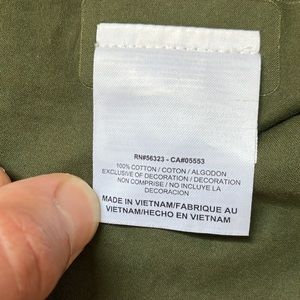 RN#56323 - CA#05553
100% COTTON / COTON / ALGODON
EXCLUSIVE OF DECORATION / DECORATION
NON COMPRISE / NO INCLUYE LA
DECORACION
MADE IN VIETNAM/FABRIQUE AU
VIETNAM/HECHO EN VIETNAM